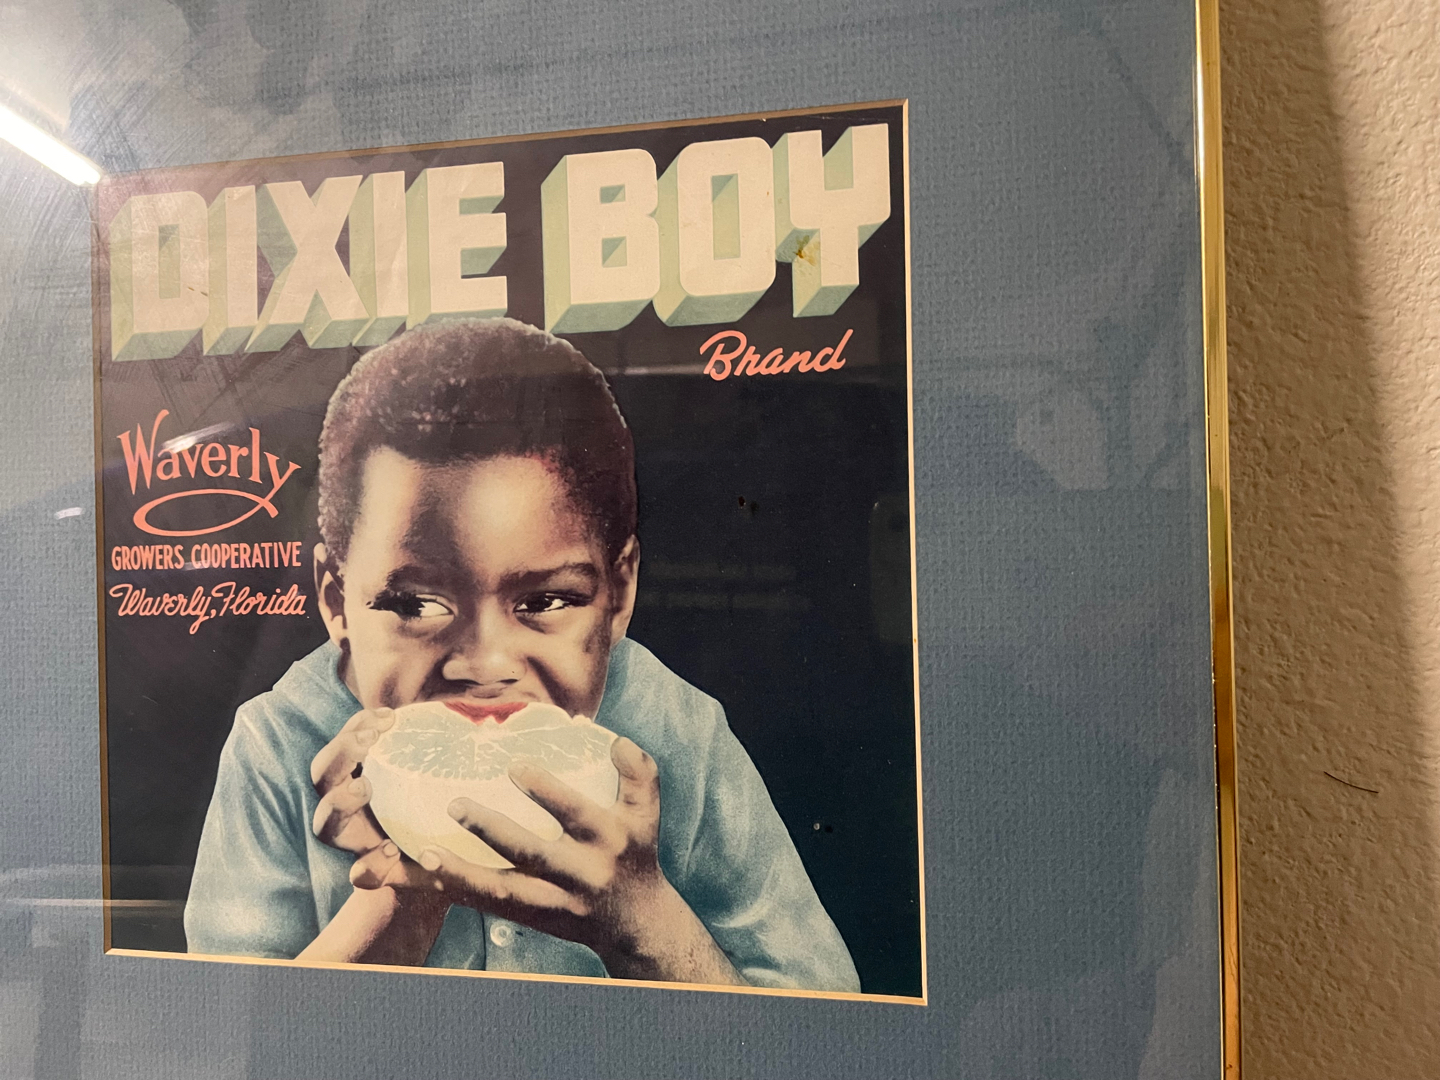 DIXIE BOY
Brand
Waverly
GROWERS COOPERATIVE
Waverly, Florida